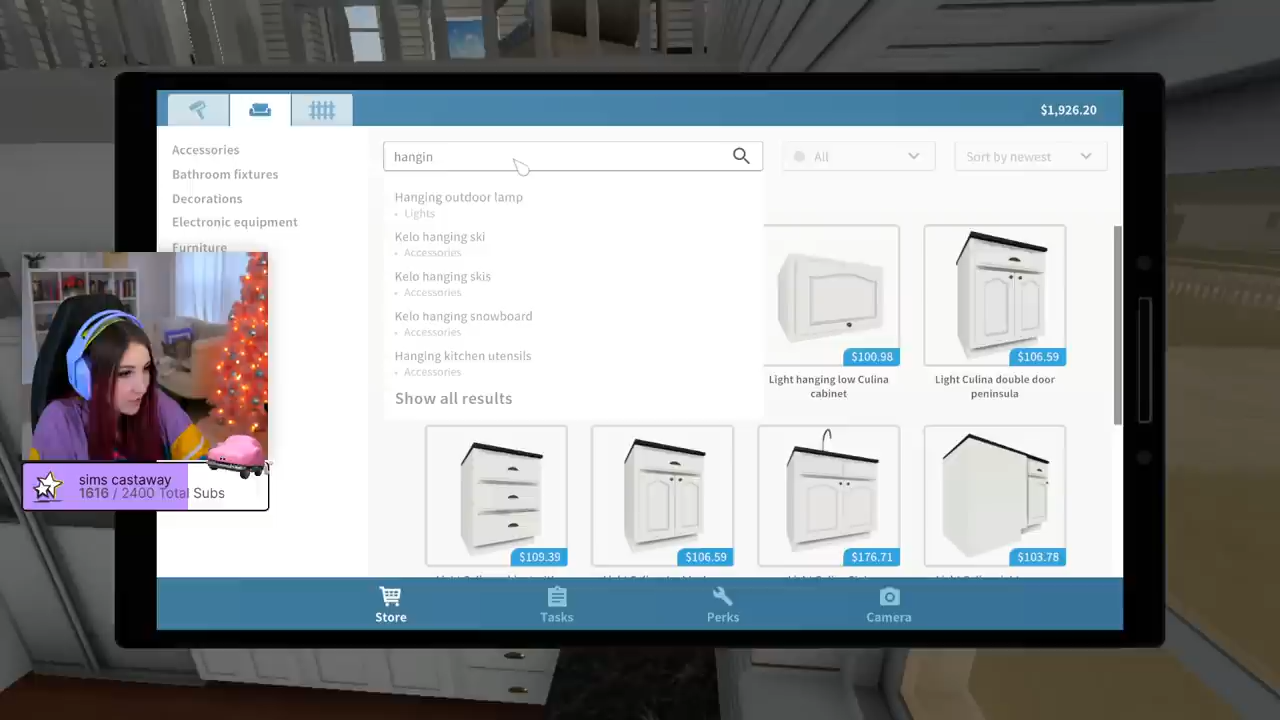 $1,926.20
Accessories
Bathroom fixtures
Decorations
Electronic equipment
Furniture
hangin
All
Sort by newest
Hanging outdoor lamp
Lights
Kelo hanging ski
Accessories
Kelo hanging skis
Accessories
Kelo hanging snowboard
Accessories
Hanging kitchen utensils
Accessories
Show all results
$100.98
$106.59
Light hanging low Culina
cabinet
Light Culina double door
peninsula
$109.39
$106.59
$176.71
$103.78
sims castaway
1616 / 2400 Total Subs
Store
Tasks
Perks
Camera